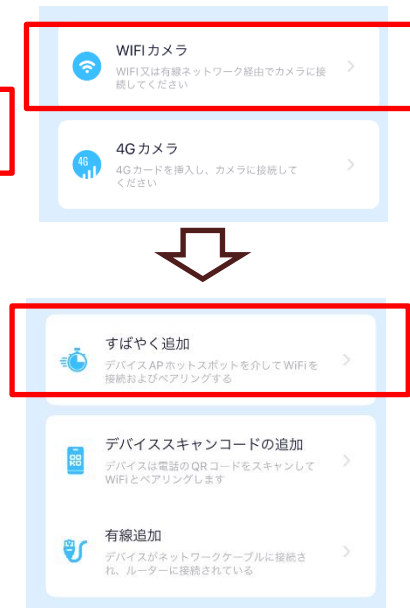 WIFIカメラ
WIFI又は有線ネットワーク経由でカメラに接
続してください
4G
4Gカメラ
4Gカードを挿入し、カメラに接続して
ください
すばやく追加
デバイスAPホットスポットを介してWiFiを
接続およびペアリングする
デバイススキャンコードの追加
デバイスは電話のQRコードをスキャンして
WiFiとペアリングします
有線追加
デバイスがネットワークケーブルに接続さ
れ、ルーターに接続されている